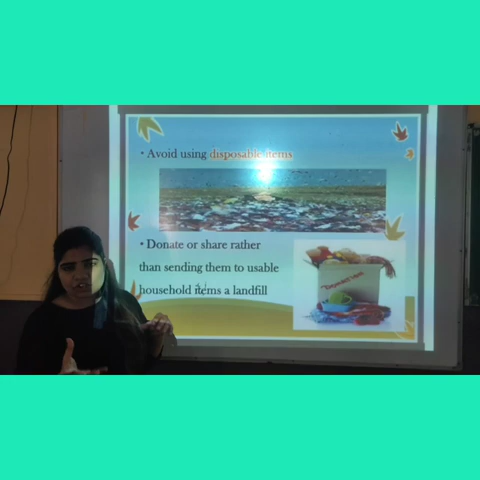 • Avoid using disposable items
• Donate or share rather
than sending them to usable
household items a landfill